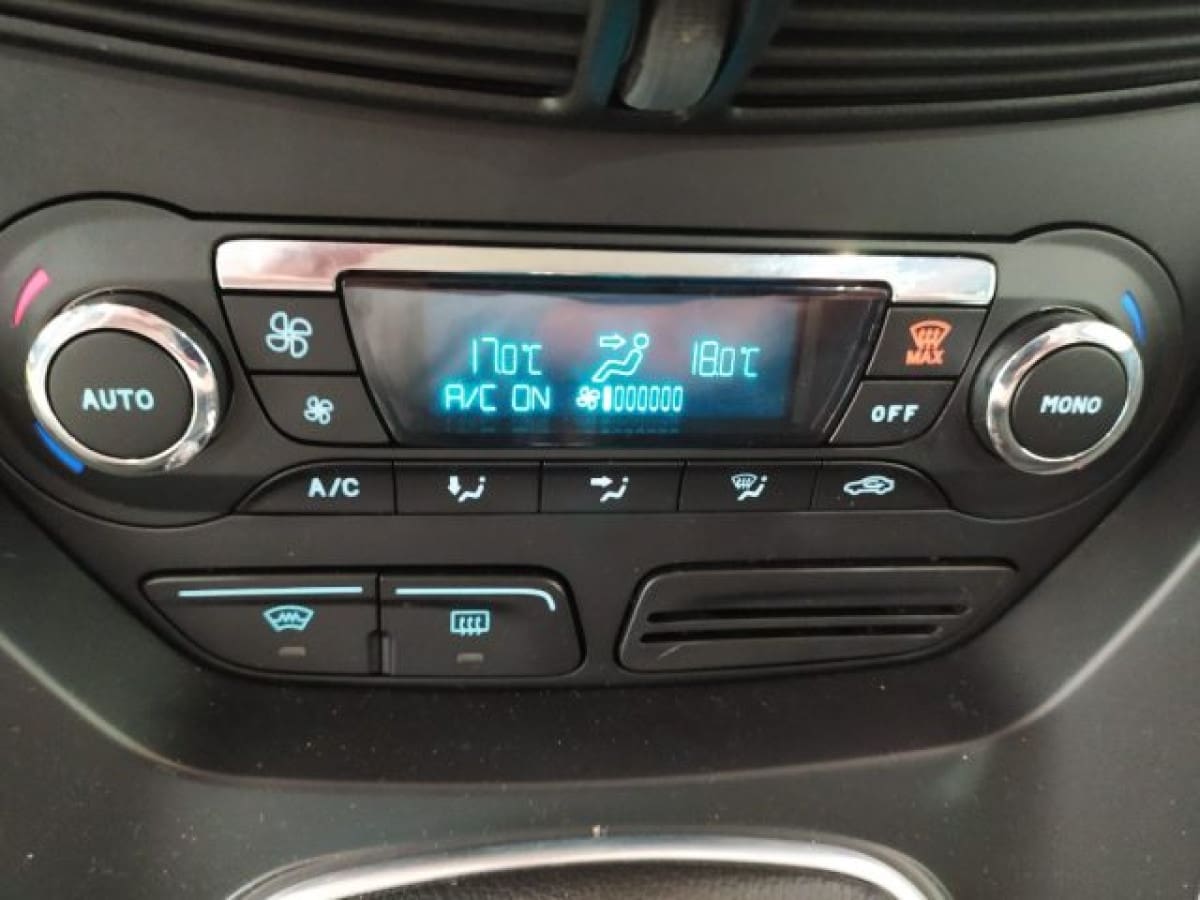 17.0°C 18.0°C
A/C ON
AUTO
MAX
OFF
MONO
A/C